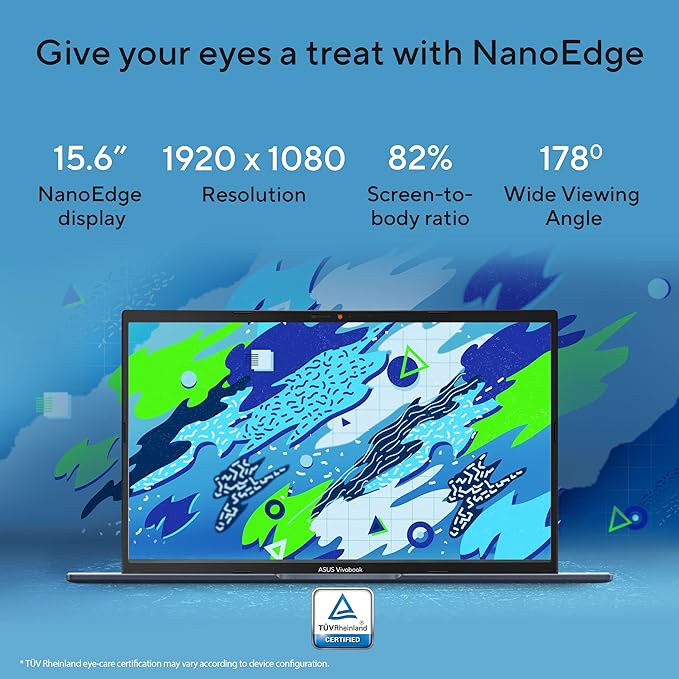 Give your eyes a treat with NanoEdge
15.6”
NanoEdge
display
1920 x 1080
Resolution
82%
Screen-to-
body ratio
178⁰
Wide Viewing
Angle
ASUS Vivobook
TÜVRheinland®
CERTIFIED
* TÜV Rheinland eye-care certification may vary according to device configuration.